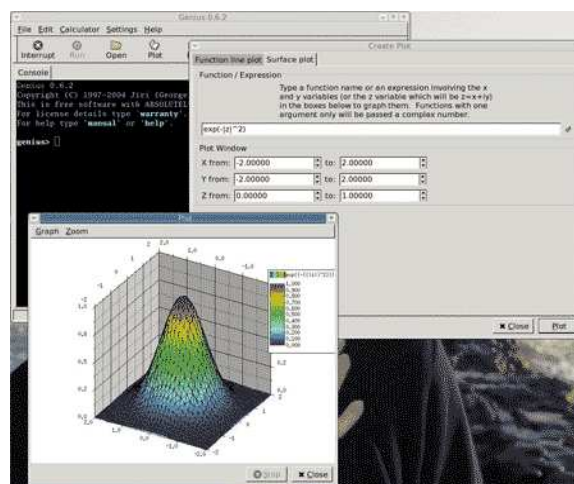 Genius 0.6.2
File Edit Calculator Settings Help
Interrupt Run Open Plot
Console
Genius 0.6.2
Copyright (C) 1997-2004 Jiri (George
This is free software with ABSOLUTEL
For license details type 'warranty'.
For help type 'manual' or 'help'.
genius>
Create Plot
Function line plot Surface plot
Function / Expression
Type a function name or an expression involving the x
and y variables (or the z variable which will be z=x+iy)
in the boxes below to graph them. Functions with one
argument only will be passed a complex number.
exp(-|z|^2)
Plot Window
X from: -2.00000 to: 2.00000
Y from: -2.00000 to: 2.00000
Z from: 0.00000 to: 1.00000
Close Plot
Plot
Graph Zoom
Stop Close